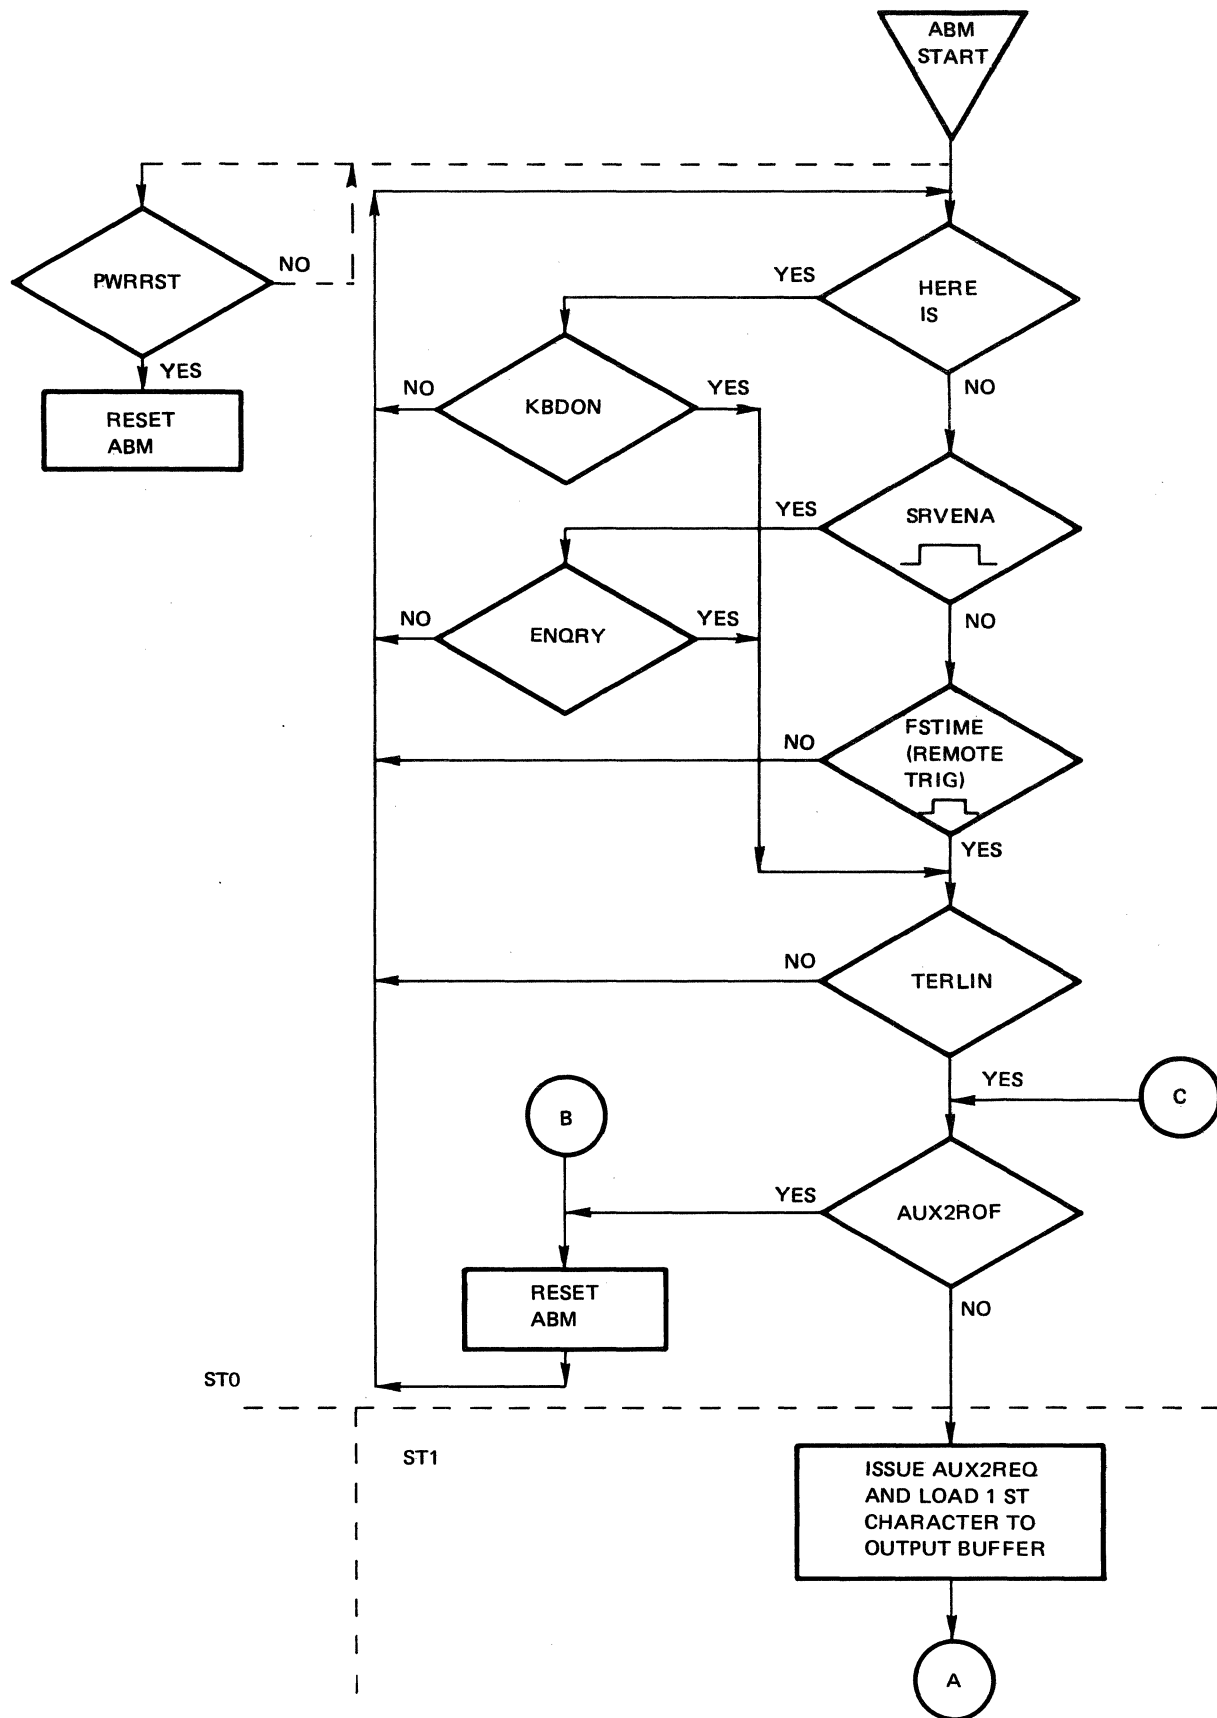 ABM
START
PWRRST
NO
YES
RESET
ABM
YES
HERE
IS
NO
NO
KBDON
YES
YES
SRVENA
NO
NO
ENQRY
YES
NO
FSTIME
(REMOTE
TRIG)
YES
NO
TERLIN
YES
C
B
YES
AUX2ROF
NO
RESET
ABM
ST0
ST1
ISSUE AUX2REQ
AND LOAD 1 ST
CHARACTER TO
OUTPUT BUFFER
A